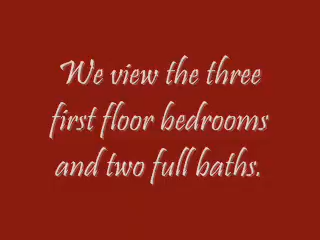 We view the three
first floor bedrooms
and two full baths.